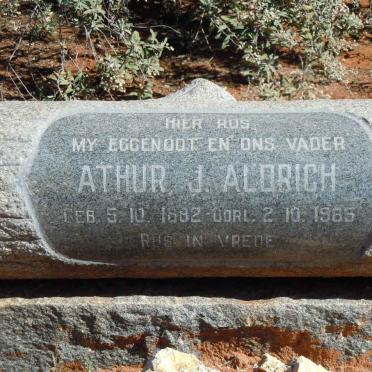 HIER RUS
MY EGGENOOT EN ONS VADER
ATHUR J. ALDRICH
GEB. 5.10.1882 - OORL. 2.10.1965
RUS IN VREDE